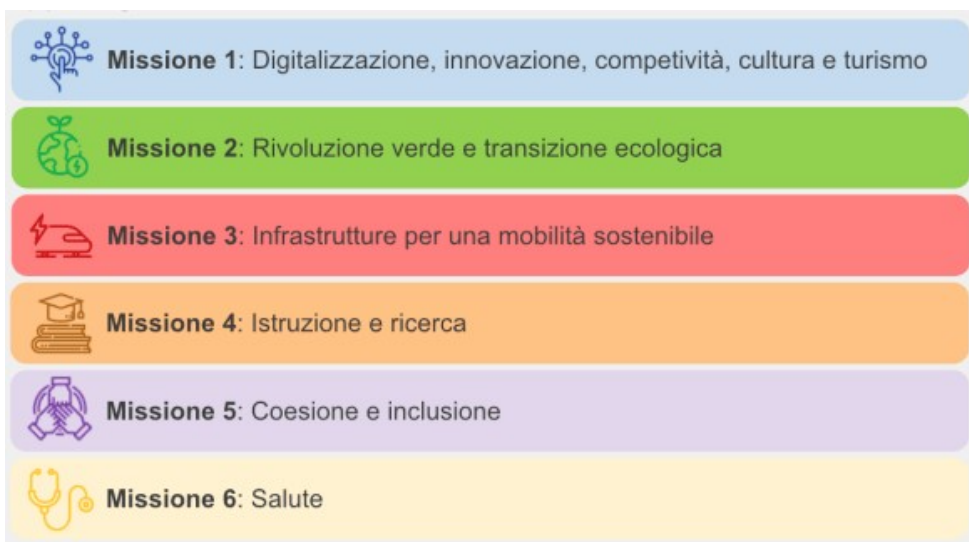 Missione 1: Digitalizzazione, innovazione, competività, cultura e turismo
Missione 2: Rivoluzione verde e transizione ecologica
Missione 3: Infrastrutture per una mobilità sostenibile
Missione 4: Istruzione e ricerca
Missione 5: Coesione e inclusione
Missione 6: Salute